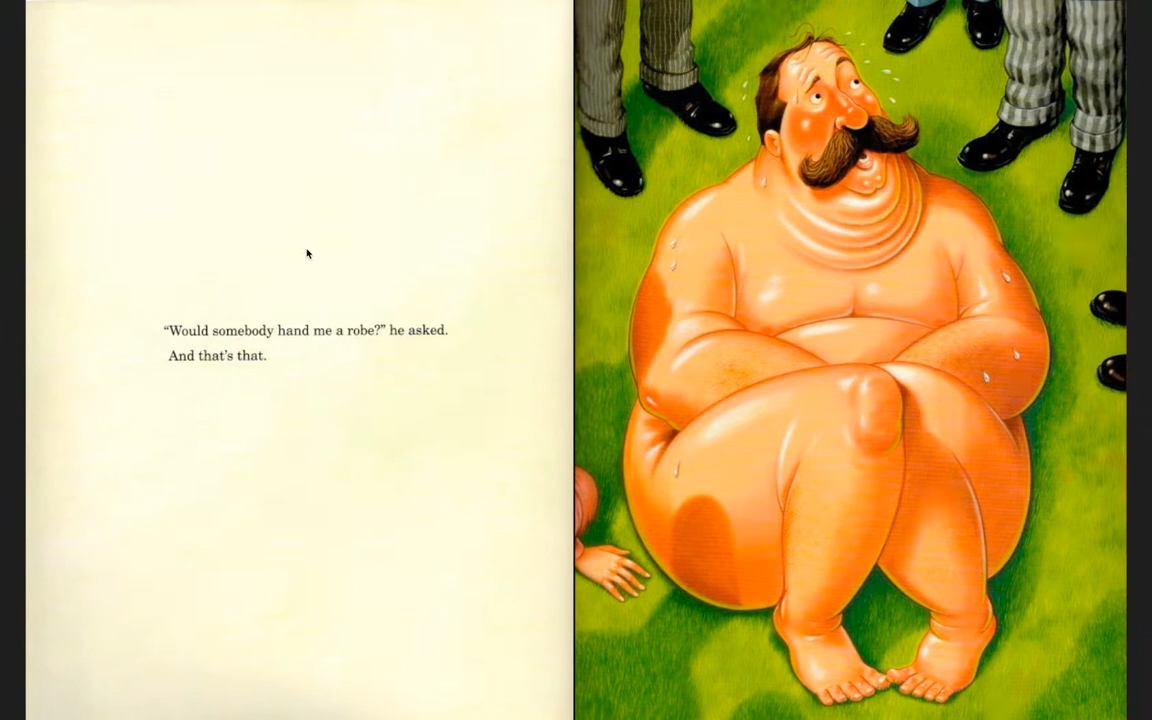 “Would somebody hand me a robe?” he asked.
And that’s that.